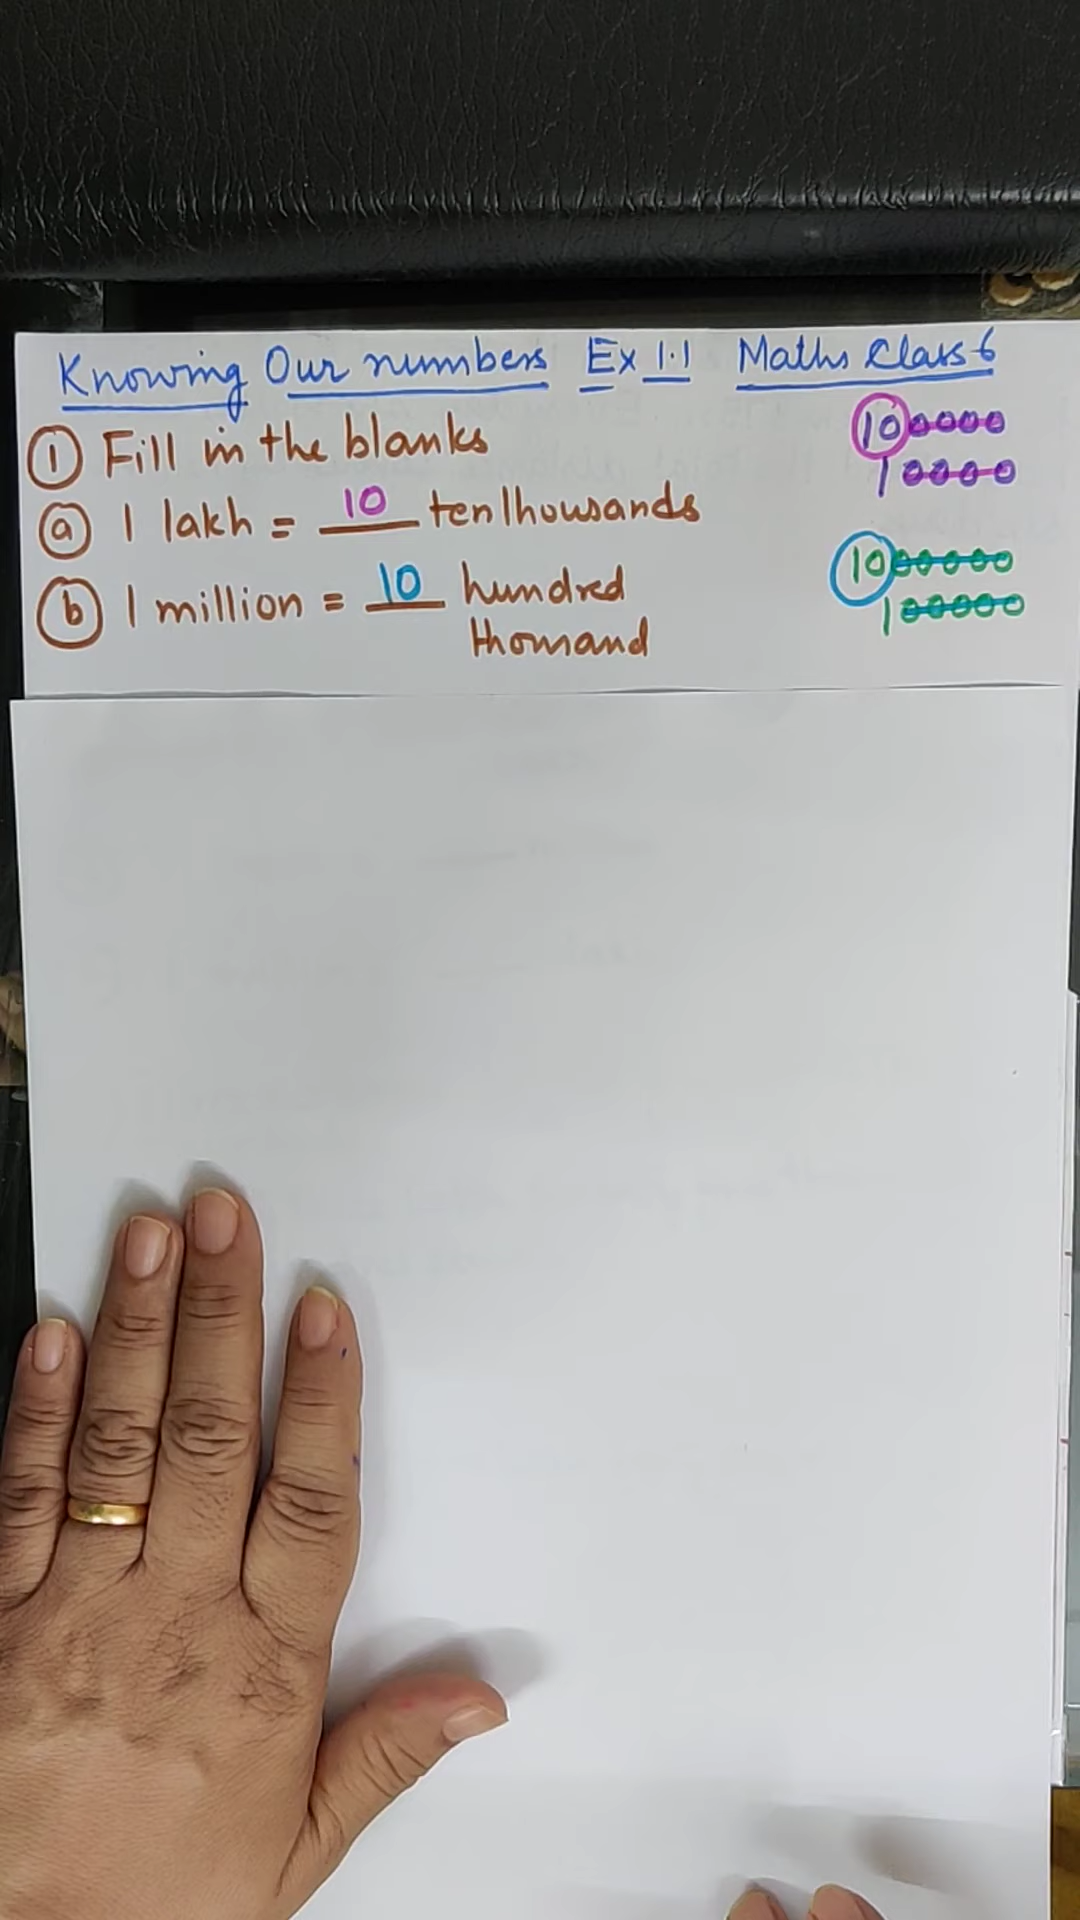 Knowing Our numbers Ex 1.1 Maths Class 6
① Fill in the blanks
100000
10000
ⓐ 1 lakh = 10 ten thousands
ⓑ 1 million = 10 hundred
thousand
1000000
100000